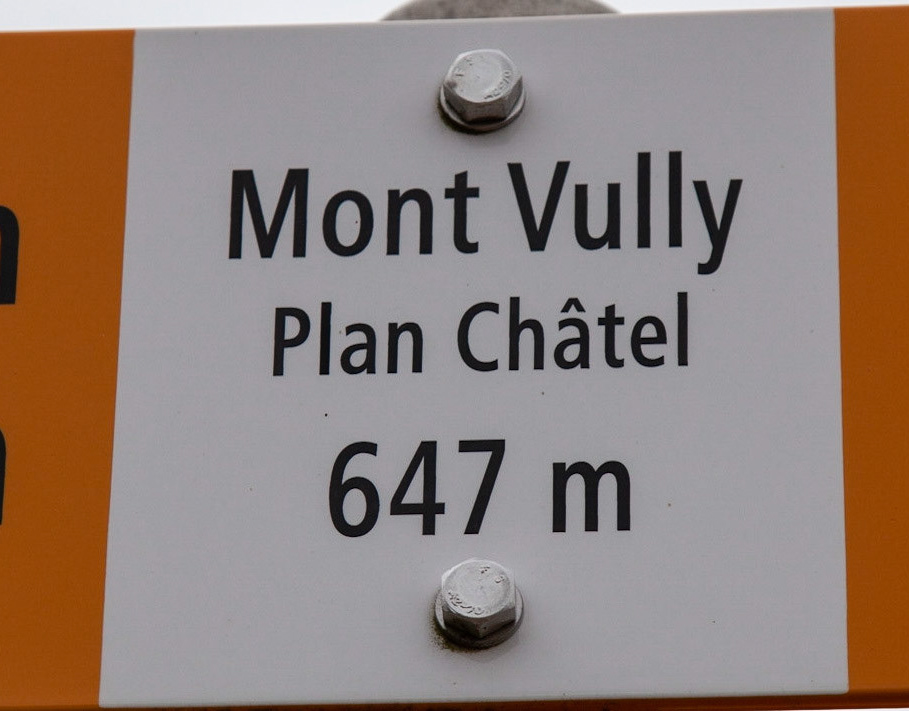 Mont Vully
Plan Châtel
647 m